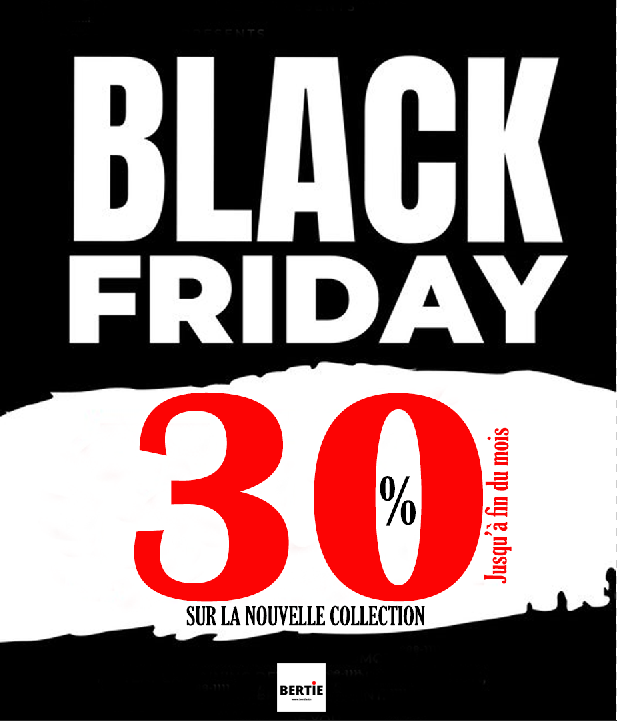 BLACK
FRIDAY
30
%
Jusqu'à fin du mois
SUR LA NOUVELLE COLLECTION
BERTIE